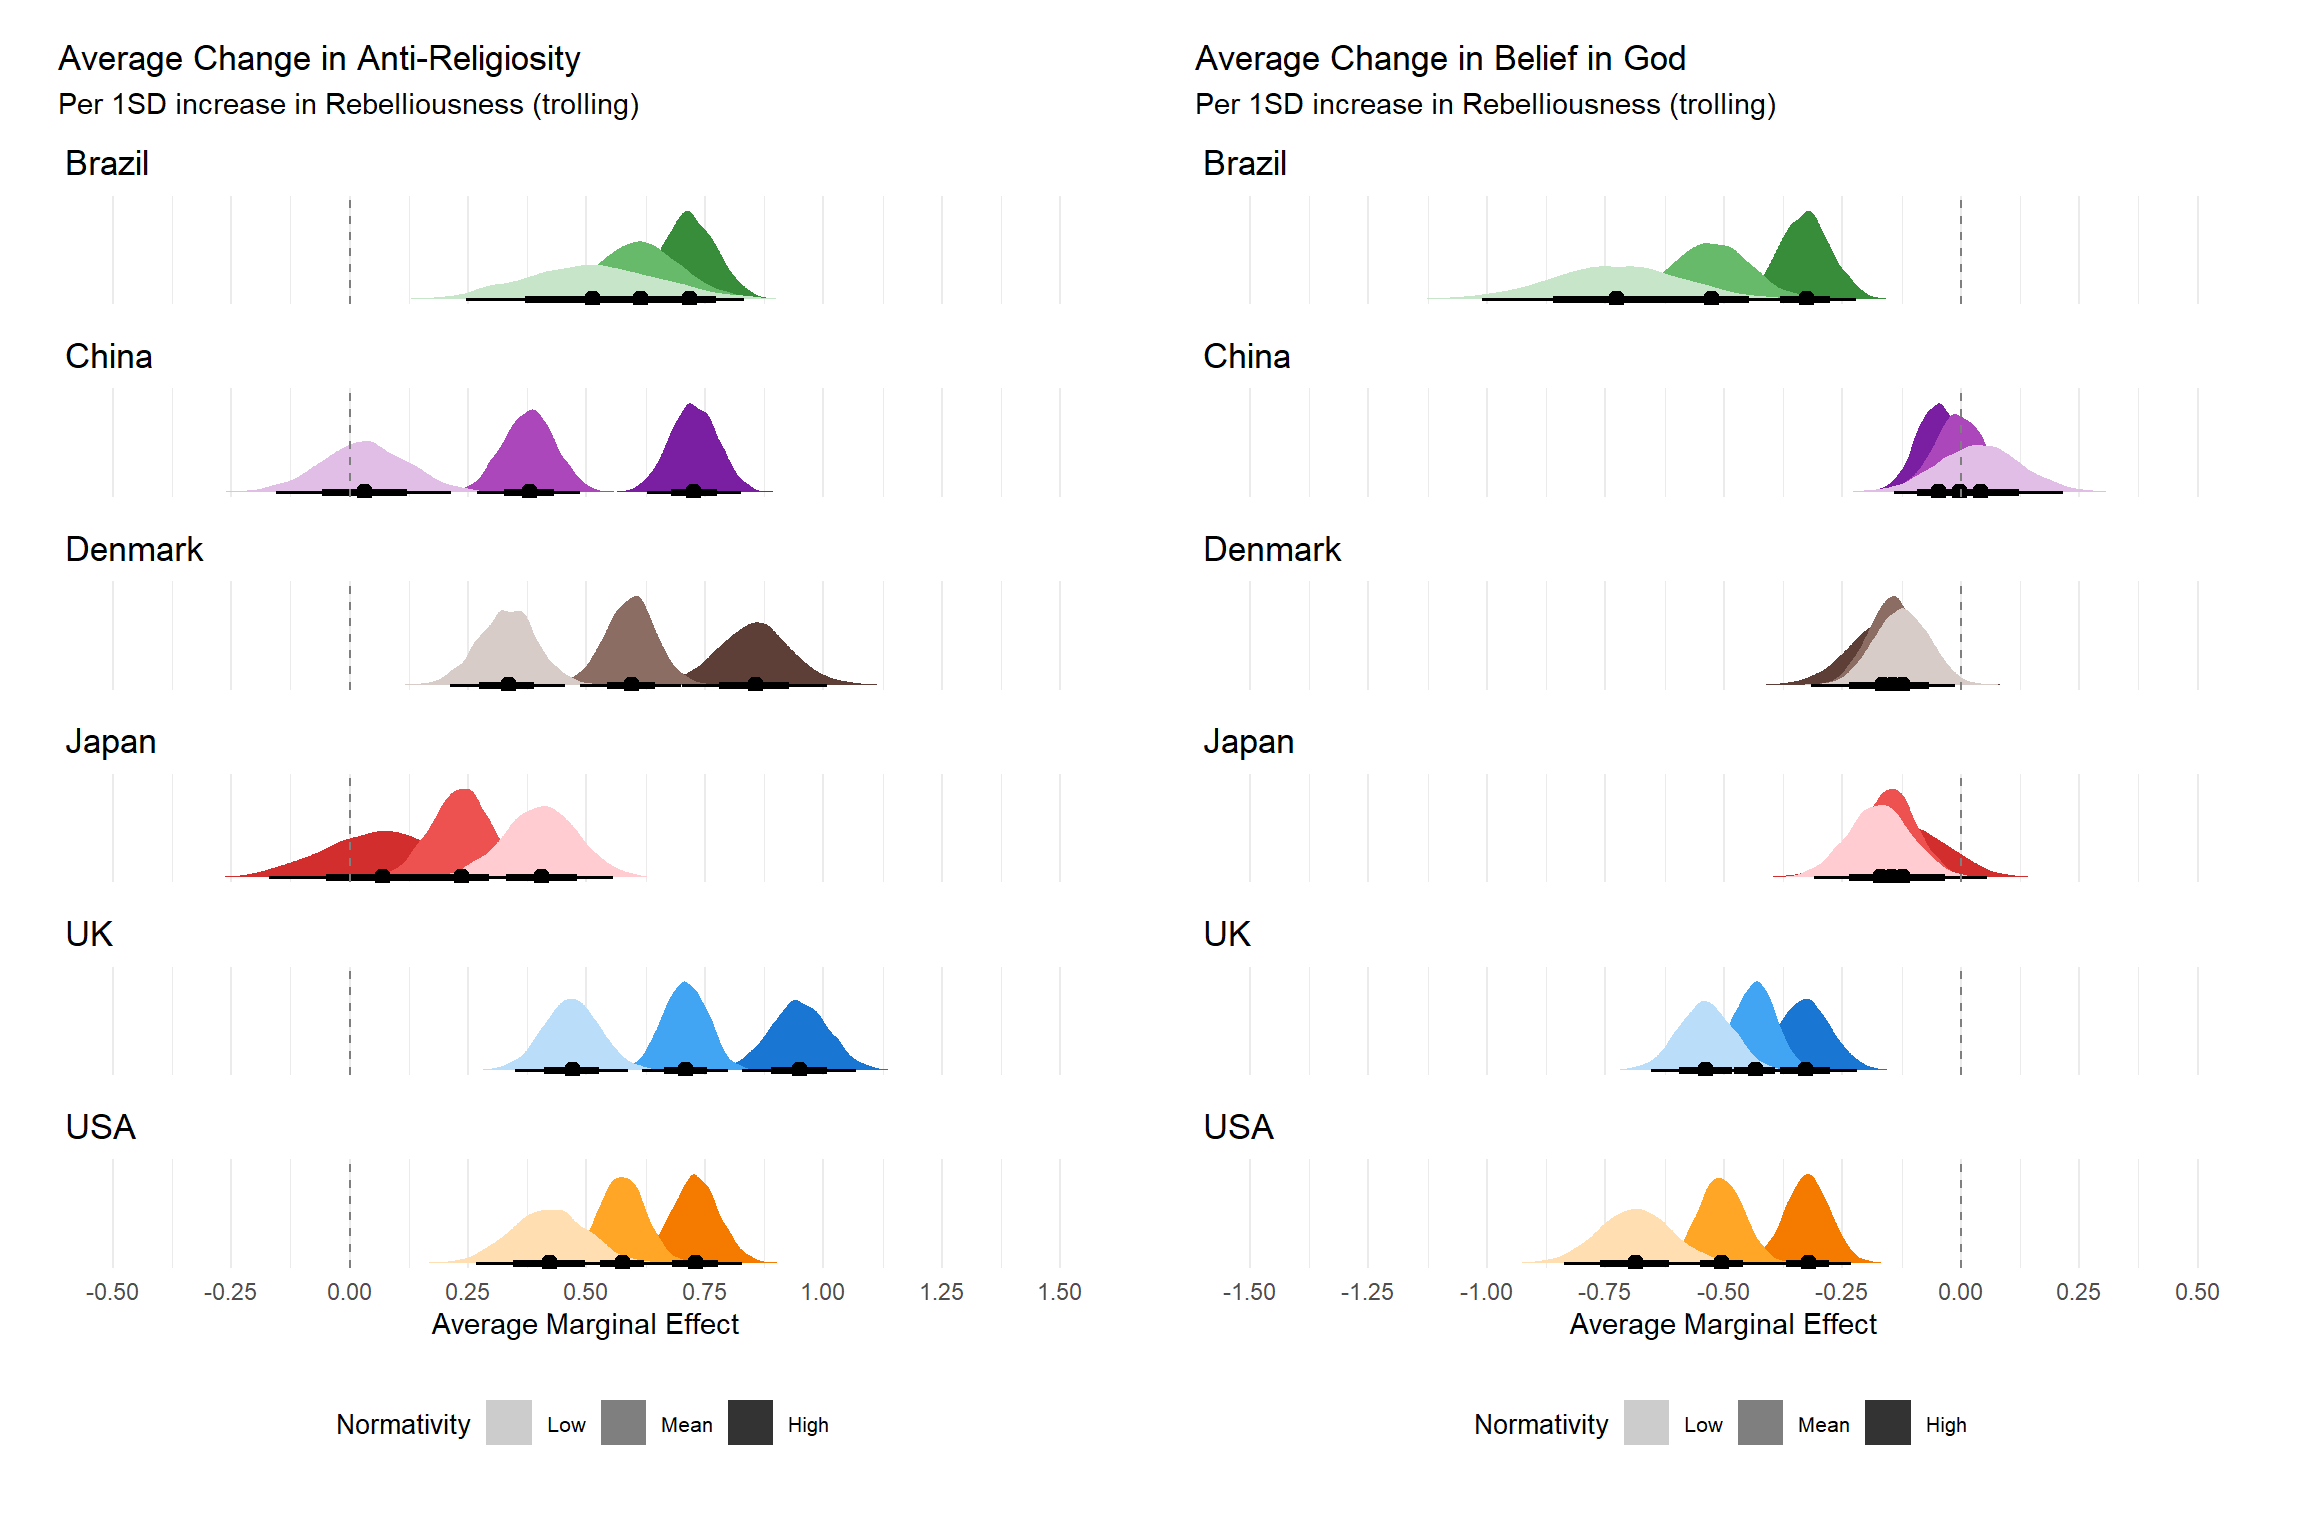 Average Change in Anti-Religiosity
Per 1SD increase in Rebelliousness (trolling)
Brazil
China
Denmark
Japan
UK
USA
-0.50 -0.25 0.00 0.25 0.50 0.75 1.00 1.25 1.50
Average Marginal Effect
Normativity Low Mean High
Average Change in Belief in God
Per 1SD increase in Rebelliousness (trolling)
Brazil
China
Denmark
Japan
UK
USA
-1.50 -1.25 -1.00 -0.75 -0.50 -0.25 0.00 0.25 0.50
Average Marginal Effect
Normativity Low Mean High